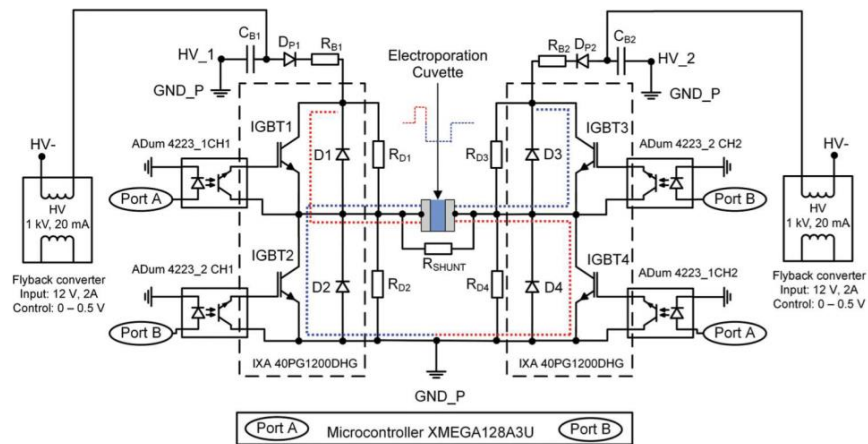 C_B1
D_P1
R_B1
HV_1
GND_P
Electroporation
Cuvette
R_B2
D_P2
C_B2
HV_2
GND_P
HV-
ADum 4223_1CH1
IGBT1
D1
R_D1
R_D3
D3
IGBT3
ADum 4223_2 CH2
HV-
Port A
Port B
HV
1 kV, 20 mA
HV
1 kV, 20 mA
Flyback converter
Input: 12 V, 2A
Control: 0 – 0.5 V
ADum 4223_2 CH1
IGBT2
D2
R_D2
R_SHUNT
R_D4
D4
IGBT4
ADum 4223_1CH2
Flyback converter
Input: 12 V, 2A
Control: 0 – 0.5 V
Port B
Port A
IXA 40PG1200DHG
IXA 40PG1200DHG
GND_P
Port A
Microcontroller XMEGA128A3U
Port B